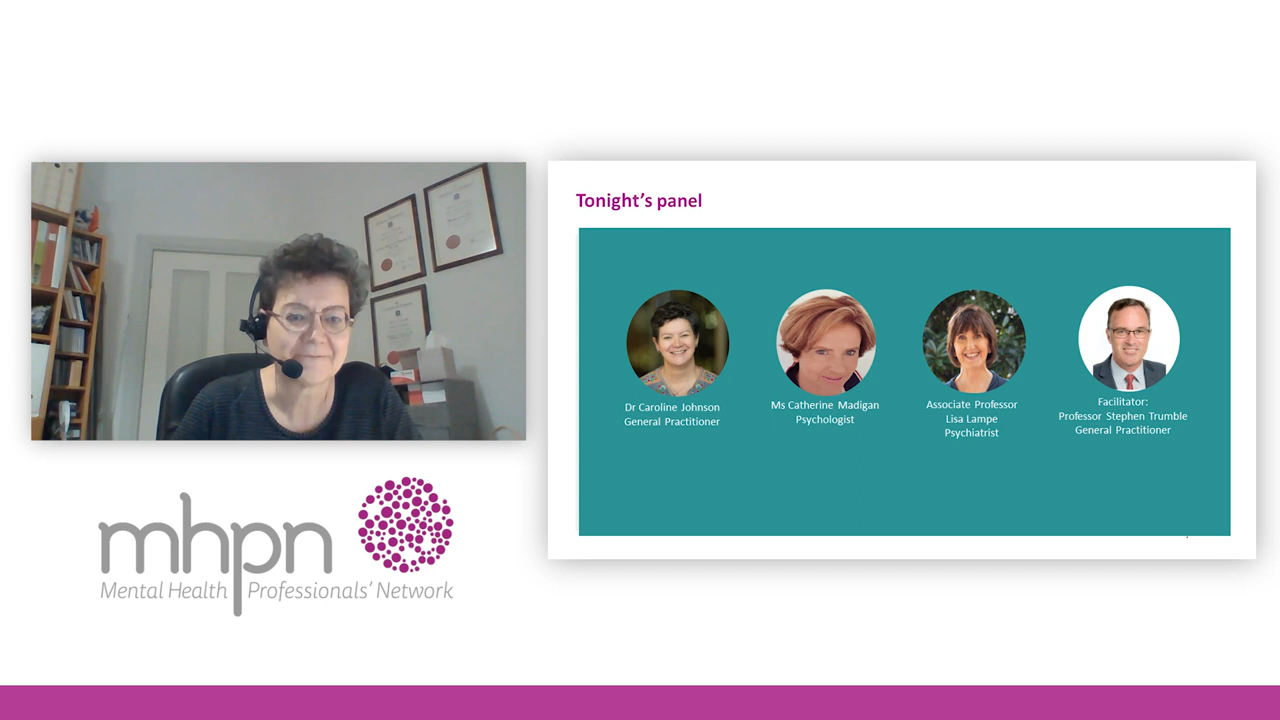 Tonight's panel
Dr Caroline Johnson
General Practitioner
Ms Catherine Madigan
Psychologist
Associate Professor
Lisa Lampe
Psychiatrist
Facilitator:
Professor Stephen Trumble
General Practitioner
mhpn
Mental Health Professionals' Network